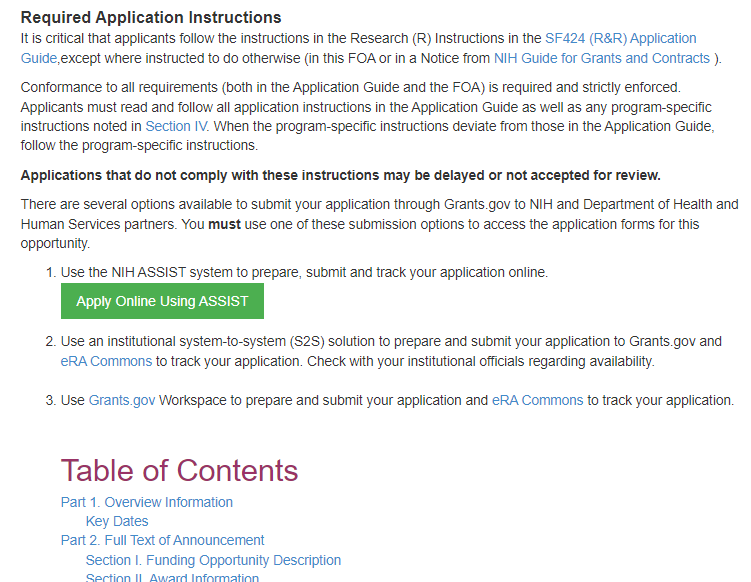 Required Application Instructions
It is critical that applicants follow the instructions in the Research (R) Instructions in the SF424 (R&R) Application
Guide,except where instructed to do otherwise (in this FOA or in a Notice from NIH Guide for Grants and Contracts ).
Conformance to all requirements (both in the Application Guide and the FOA) is required and strictly enforced.
Applicants must read and follow all application instructions in the Application Guide as well as any program-specific
instructions noted in Section IV. When the program-specific instructions deviate from those in the Application Guide,
follow the program-specific instructions.
Applications that do not comply with these instructions may be delayed or not accepted for review.
There are several options available to submit your application through Grants.gov to NIH and Department of Health and
Human Services partners. You must use one of these submission options to access the application forms for this
opportunity.
1. Use the NIH ASSIST system to prepare, submit and track your application online.
Apply Online Using ASSIST
2. Use an institutional system-to-system (S2S) solution to prepare and submit your application to Grants.gov and
eRA Commons to track your application. Check with your institutional officials regarding availability.
3. Use Grants.gov Workspace to prepare and submit your application and eRA Commons to track your application.
Table of Contents
Part 1. Overview Information
Key Dates
Part 2. Full Text of Announcement
Section I. Funding Opportunity Description
Section II. Award Information